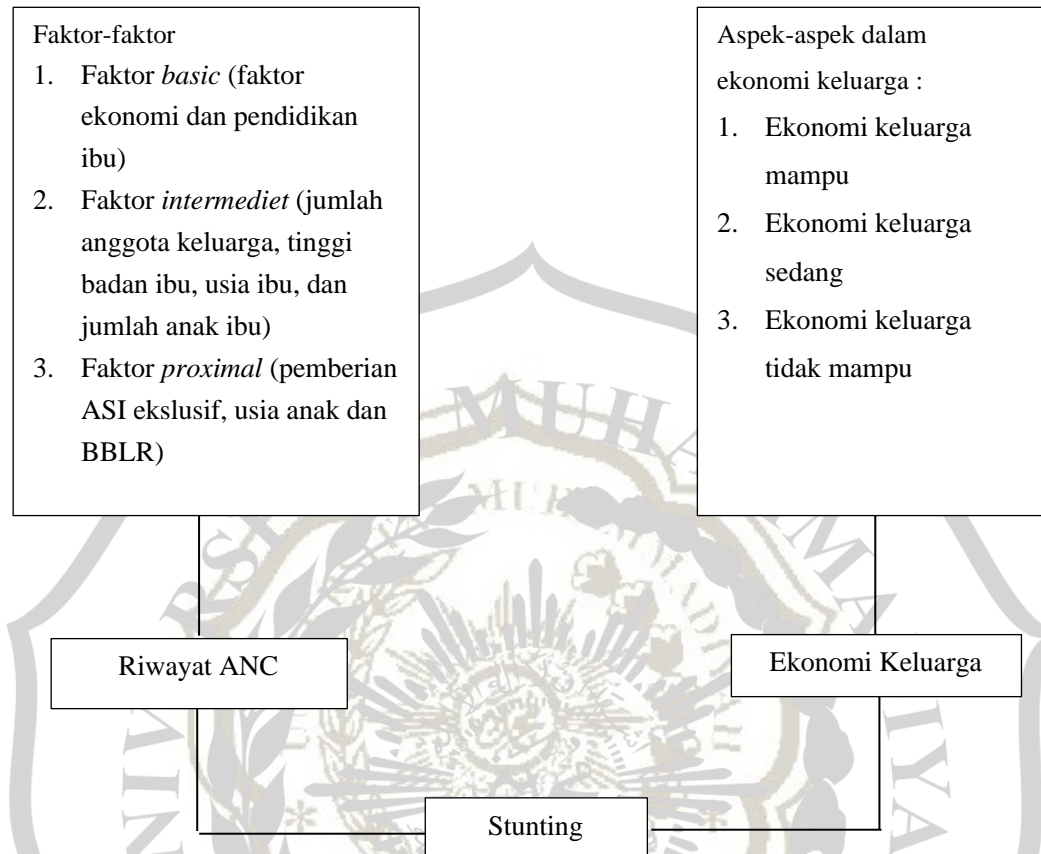 Faktor-faktor
1. Faktor basic (faktor
ekonomi dan pendidikan
ibu)
2. Faktor intermediet (jumlah
anggota keluarga, tinggi
badan ibu, usia ibu, dan
jumlah anak ibu)
3. Faktor proximal (pemberian
ASI ekslusif, usia anak dan
BBLR)
Aspek-aspek dalam
ekonomi keluarga :
1. Ekonomi keluarga
mampu
2. Ekonomi keluarga
sedang
3. Ekonomi keluarga
tidak mampu
Riwayat ANC
Ekonomi Keluarga
Stunting